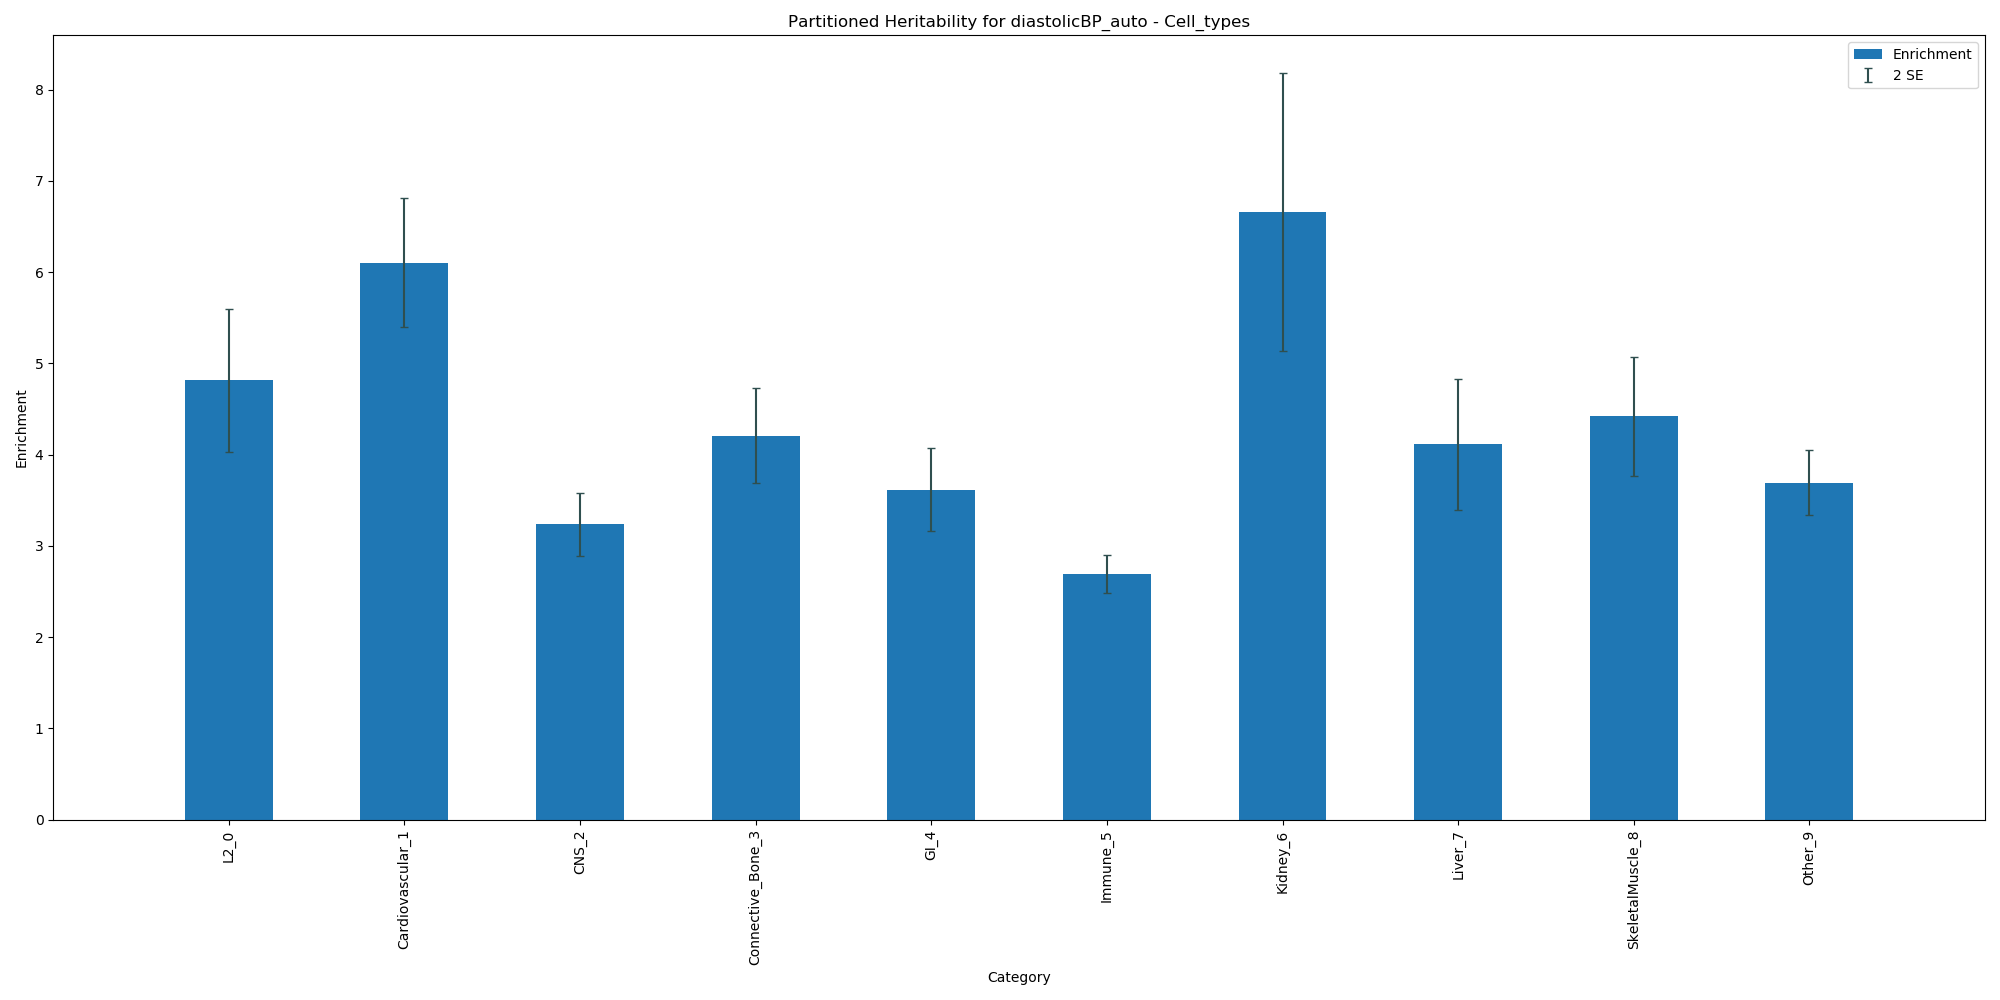 Partitioned Heritability for diastolicBP_auto - Cell_types
Enrichment
2 SE
8
7
6
5
4
3
2
1
0
Enrichment
L2_0
Cardiovascular_1
CNS_2
Connective_Bone_3
GI_4
Immune_5
Kidney_6
Liver_7
SkeletalMuscle_8
Other_9
Category